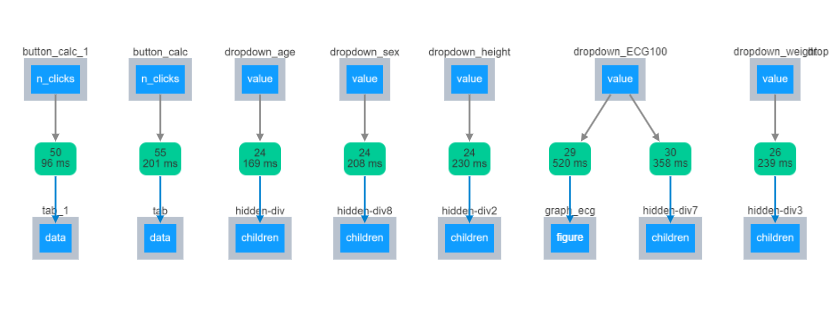 button_calc_1 button_calc dropdown_age dropdown_sex dropdown_height dropdown_ECG100 dropdown_weight drop
n_clicks n_clicks value value value value value
50 55 24 24 24 29 30 26
96 ms 201 ms 169 ms 208 ms 230 ms 520 ms 358 ms 239 ms
tab_1 tab hidden-div hidden-div8 hidden-div2 graph_ecg hidden-div7 hidden-div3
data data children children children figure children children